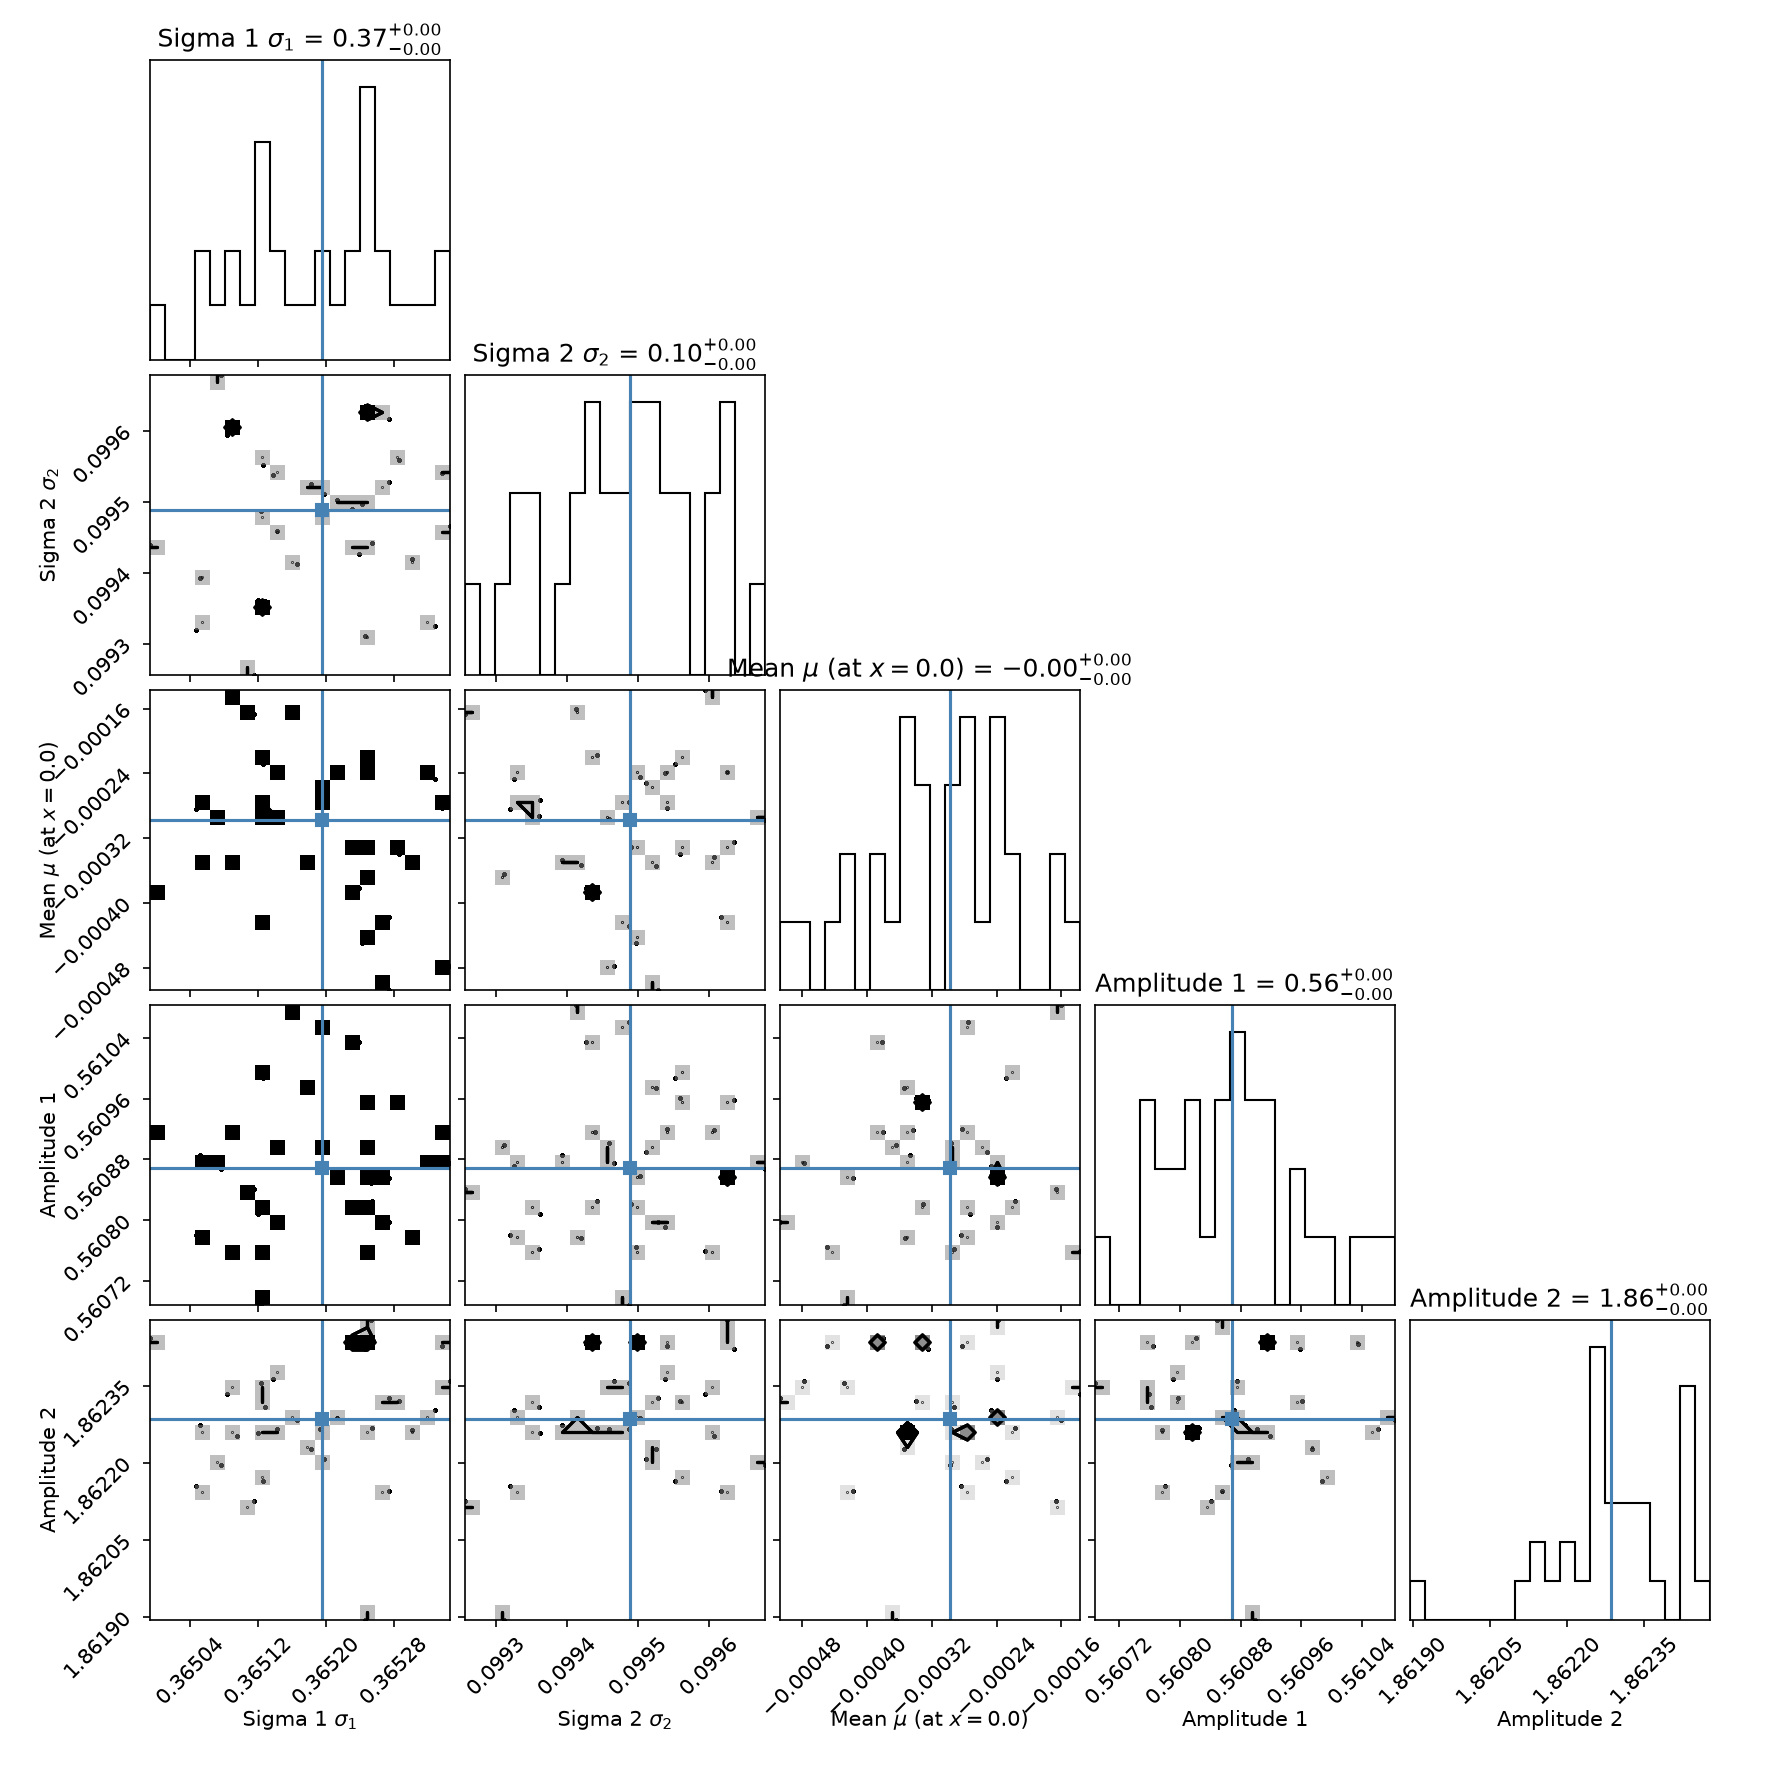 Sigma 1 σ₁ = 0.37+0.00−0.00
Sigma 2 σ₂ = 0.10+0.00−0.00
Sigma 2 σ₂
0.0996
0.0995
0.0994
0.0993
Mean μ (at x = 0.0) = −0.00+0.00−0.00
Mean μ (at x = 0.0)
−0.00016
−0.00024
−0.00032
−0.00040
−0.00048
Amplitude 1 = 0.56+0.00−0.00
Amplitude 1
0.56104
0.56096
0.56088
0.56080
0.56072
Amplitude 2 = 1.86+0.00−0.00
Amplitude 2
1.86235
1.86220
1.86205
1.86190
0.36504 0.36512 0.36520 0.36528 0.0993 0.0994 0.0995 0.0996 −0.00048 −0.00040 −0.00032 −0.00024 −0.00016 0.56072 0.56080 0.56088 0.56096 0.56104 1.86190 1.86205 1.86220 1.86235
Sigma 1 σ₁ Sigma 2 σ₂ Mean μ (at x = 0.0) Amplitude 1 Amplitude 2